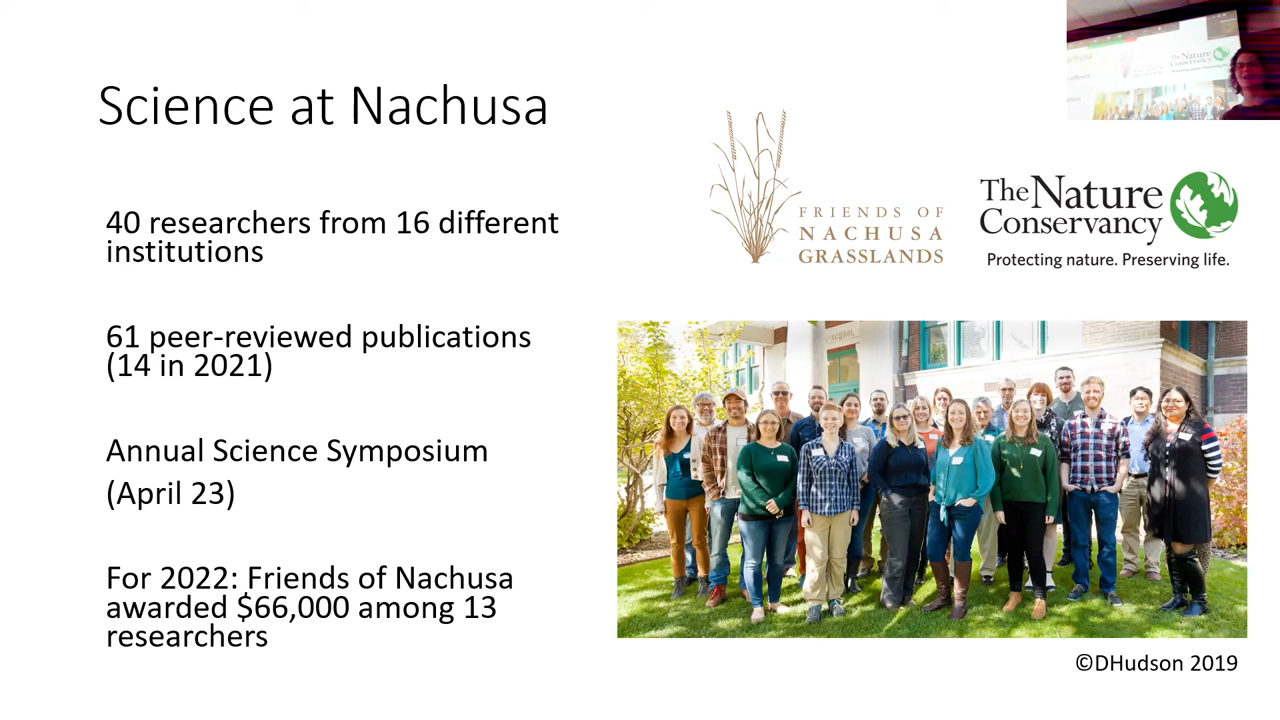 Science at Nachusa
40 researchers from 16 different
institutions
61 peer-reviewed publications
(14 in 2021)
Annual Science Symposium
(April 23)
For 2022: Friends of Nachusa
awarded $66,000 among 13
researchers
FRIENDS OF
NACHUSA
GRASSLANDS
The Nature
Conservancy
Protecting nature. Preserving life.
©DHudson 2019